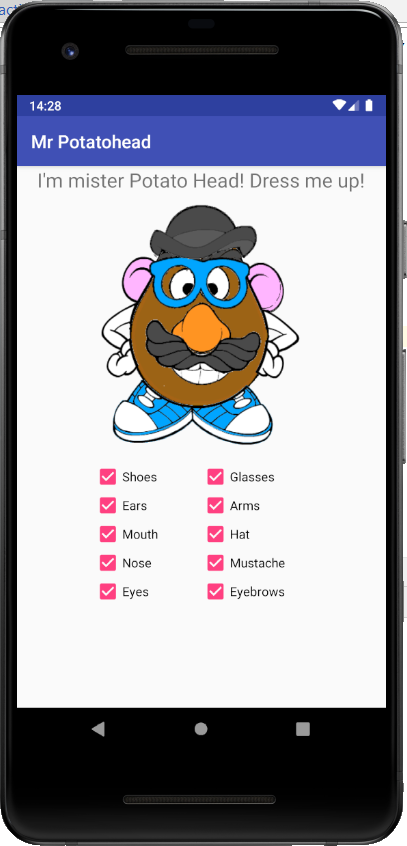 acti
14:28
Mr Potatohead
I'm mister Potato Head! Dress me up!
Shoes Glasses
Ears Arms
Mouth Hat
Nose Mustache
Eyes Eyebrows